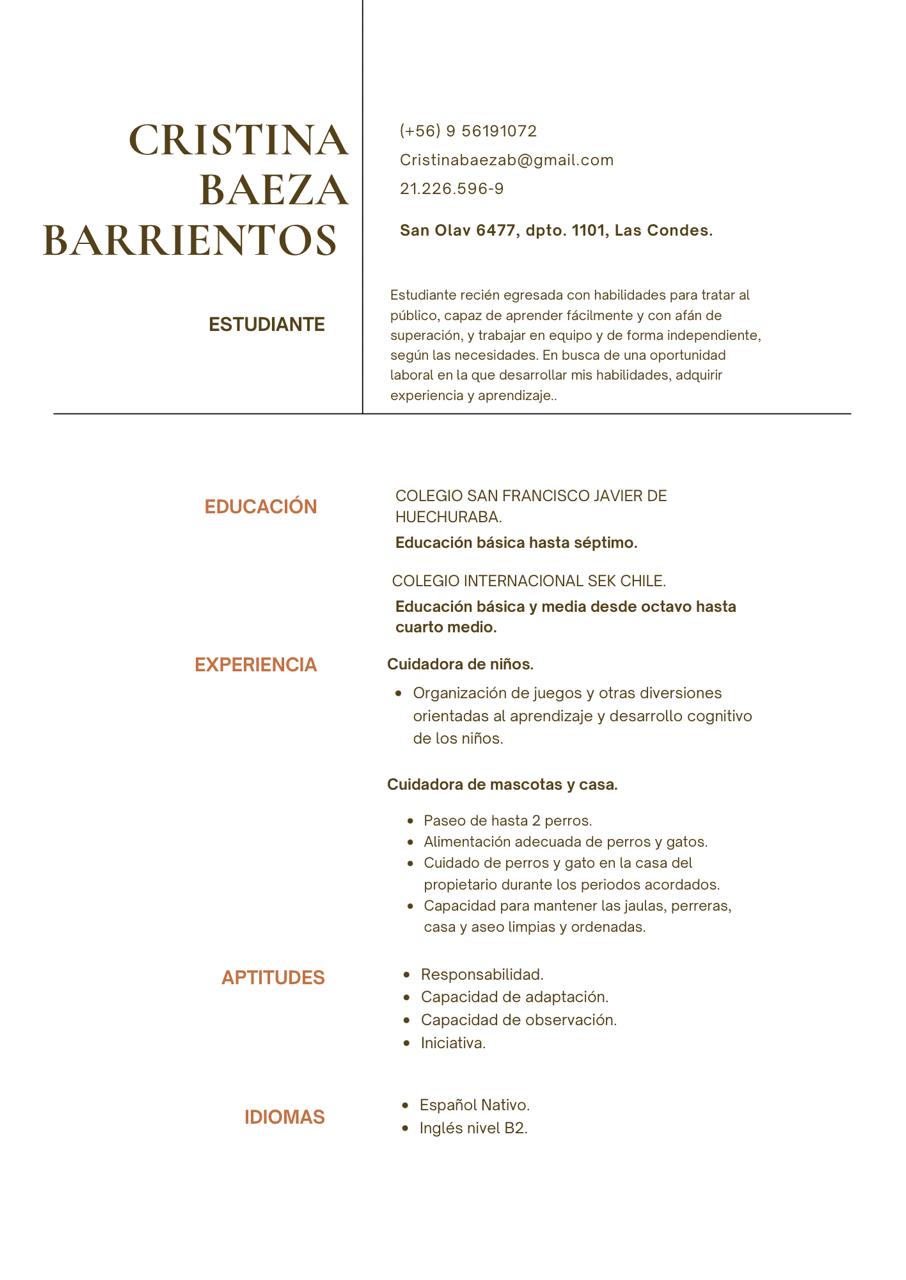 CRISTINA
BAEZA
BARRIENTOS
(+56) 9 56191072
Cristinabaezab@gmail.com
21.226.596-9
San Olav 6477, dpto. 1101, Las Condes.
ESTUDIANTE
Estudiante recién egresada con habilidades para tratar al
público, capaz de aprender fácilmente y con afán de
superación, y trabajar en equipo y de forma independiente,
según las necesidades. En busca de una oportunidad
laboral en la que desarrollar mis habilidades, adquirir
experiencia y aprendizaje..
EDUCACIÓN
COLEGIO SAN FRANCISCO JAVIER DE
HUECHURABA.
Educación básica hasta séptimo.
COLEGIO INTERNACIONAL SEK CHILE.
Educación básica y media desde octavo hasta
cuarto medio.
EXPERIENCIA
Cuidadora de niños.
• Organización de juegos y otras diversiones
orientadas al aprendizaje y desarrollo cognitivo
de los niños.
Cuidadora de mascotas y casa.
• Paseo de hasta 2 perros.
• Alimentación adecuada de perros y gatos.
• Cuidado de perros y gato en la casa del
propietario durante los periodos acordados.
• Capacidad para mantener las jaulas, perreras,
casa y aseo limpias y ordenadas.
APTITUDES
• Responsabilidad.
• Capacidad de adaptación.
• Capacidad de observación.
• Iniciativa.
IDIOMAS
• Español Nativo.
• Inglés nivel B2.